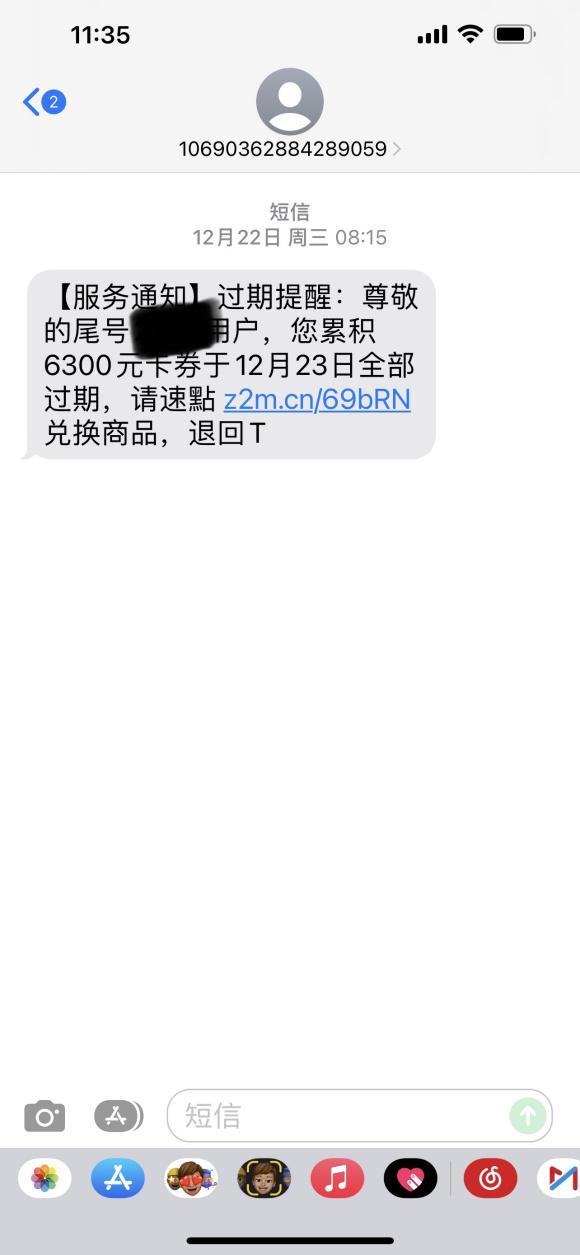 11:35
2
10690362884289059
短信
12月22日 周三 08:15
【服务通知】过期提醒：尊敬
的尾号用户，您累积
6300元卡券于12月23日全部
过期，请速點 z2m.cn/69bRN
兑换商品，退回T
短信